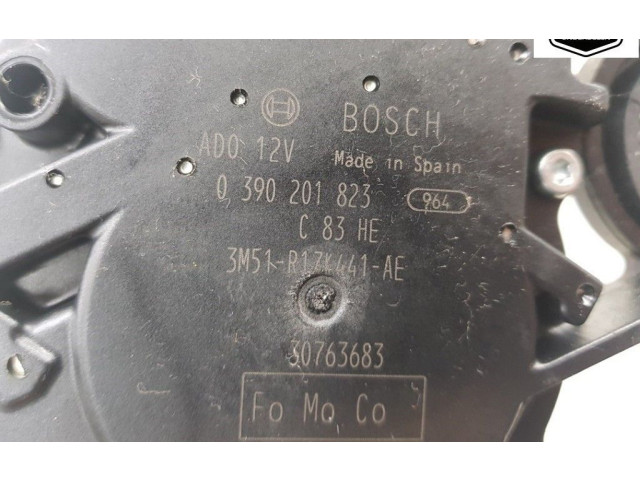 BOSCH
ADO 12V Made in Spain
0 390 201 823 964
C 83 HE
3M51-R17K441-AE
30763683
Fo Mo Co